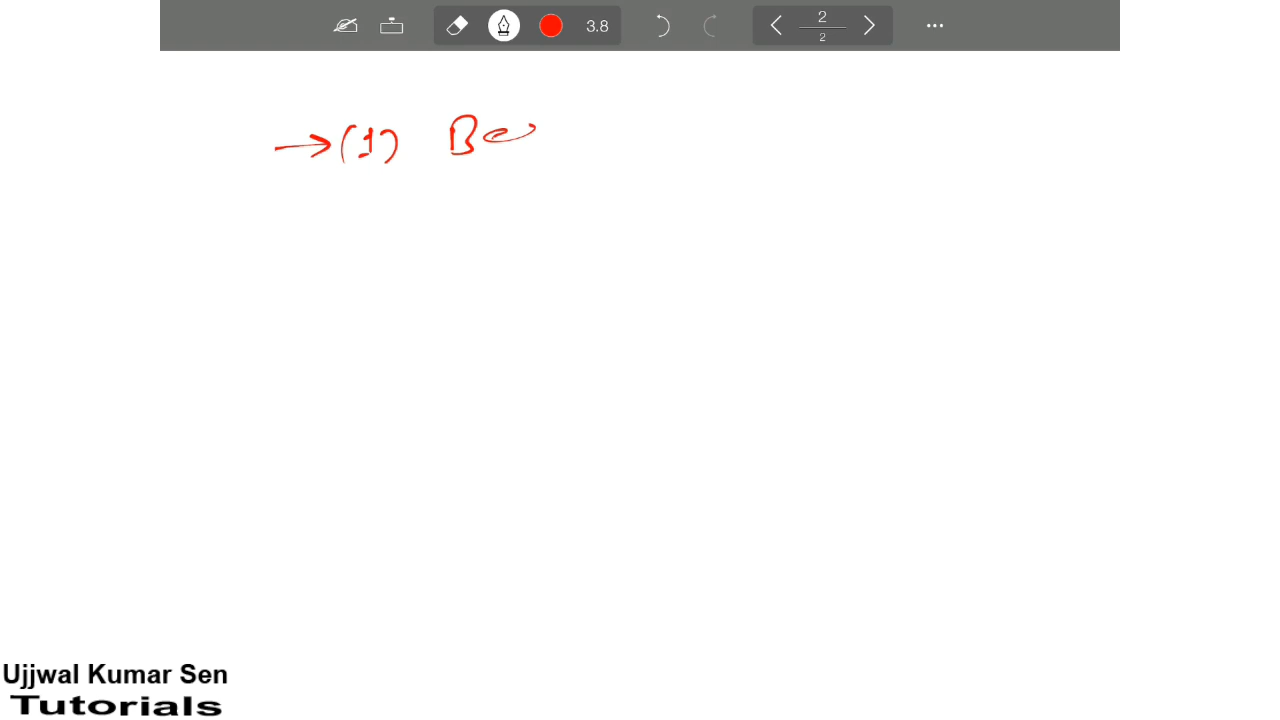 3.8
2
2
→(1) Be
Ujjwal Kumar Sen
Tutorials